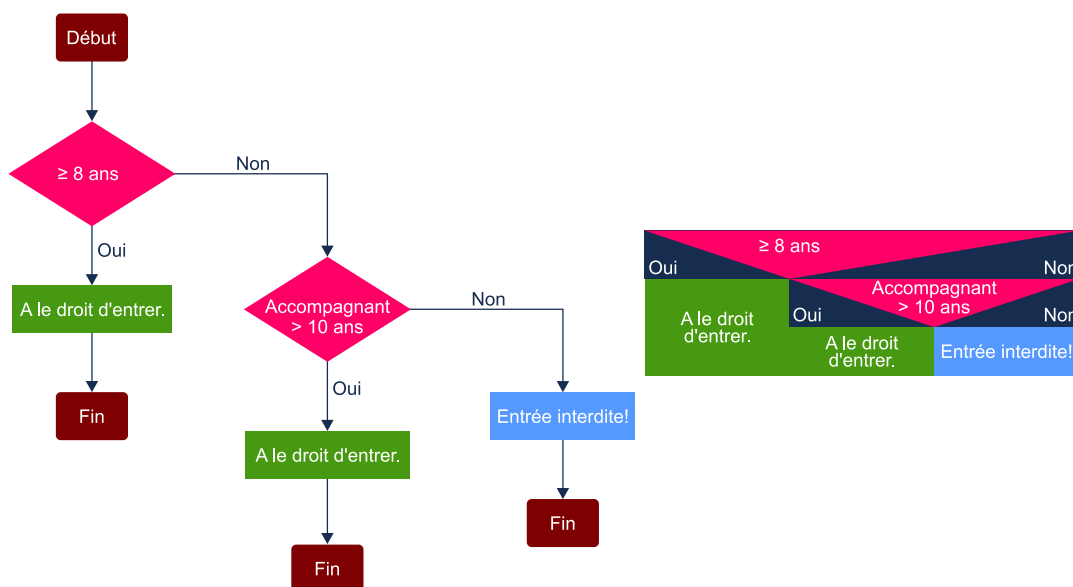 Début
≥ 8 ans
Non
Oui
A le droit d'entrer.
Fin
Accompagnant
> 10 ans
Non
Oui
A le droit d'entrer.
Fin
Entrée interdite!
Fin
≥ 8 ans
Oui
Non
A le droit
d'entrer.
Accompagnant
> 10 ans
Oui
Non
A le droit
d'entrer.
Entrée interdite!